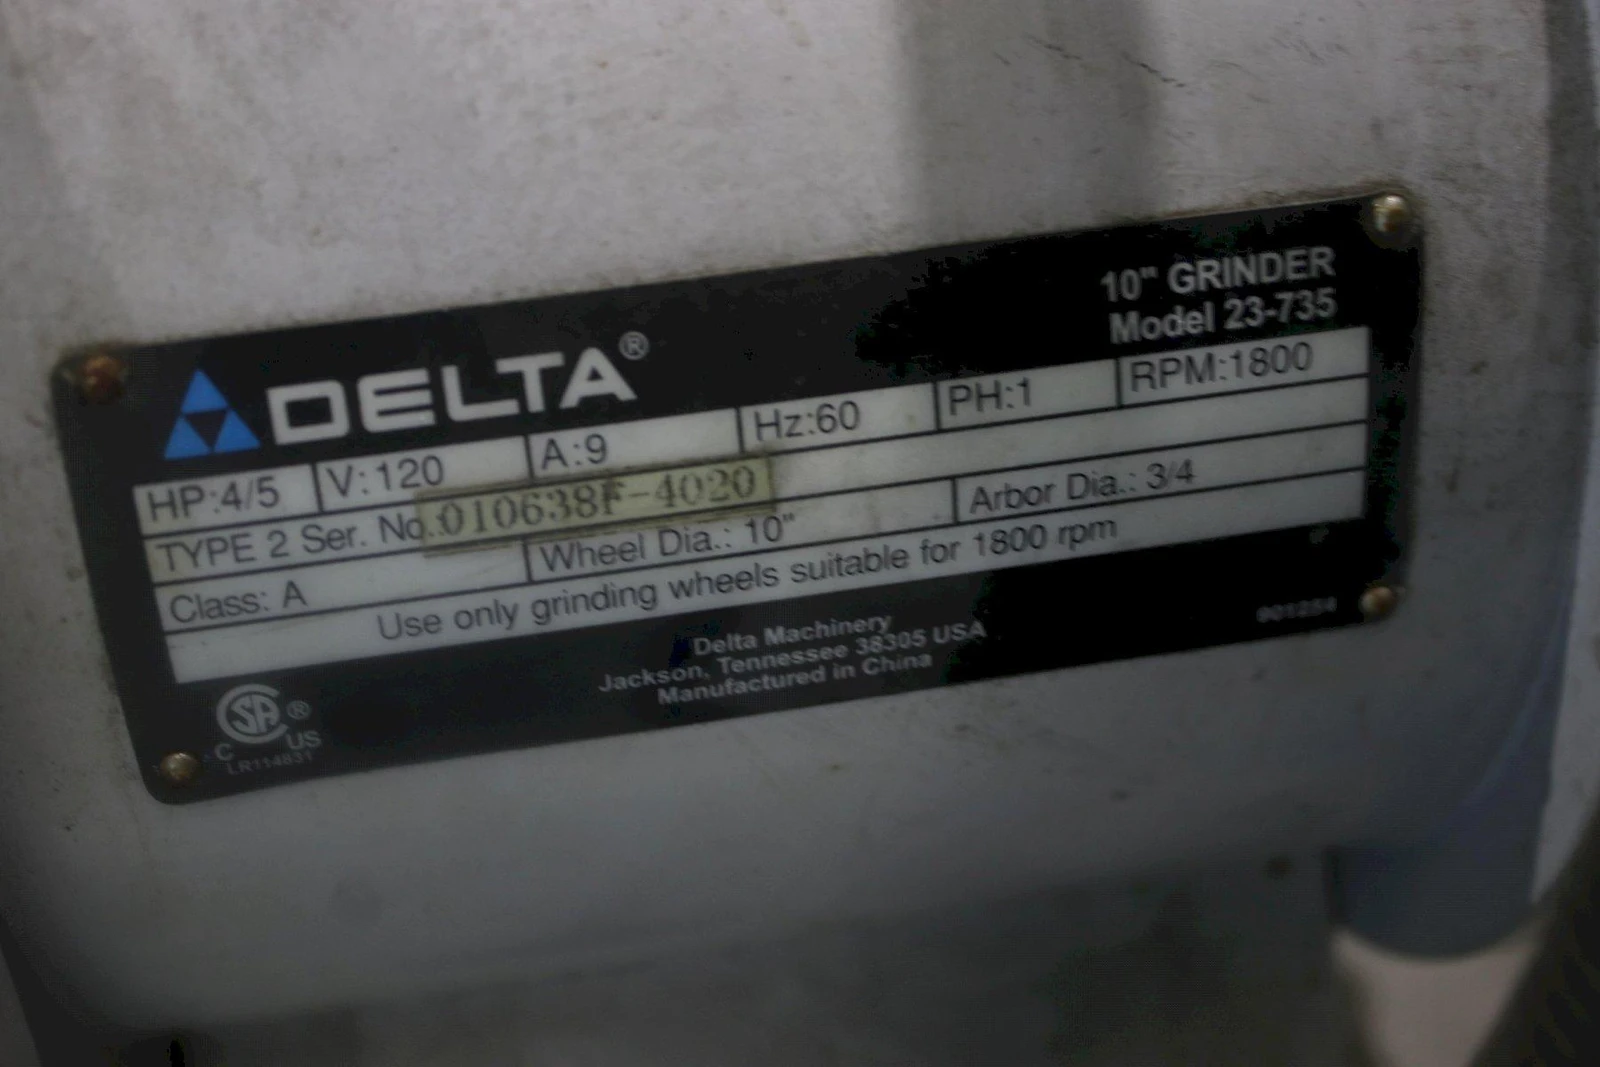 10" GRINDER
Model 23-735
DELTA®
HP:4/5 V:120 A:9 Hz:60 PH:1 RPM:1800
TYPE 2 Ser. No.:010638F-4020
Class: A Wheel Dia.: 10" Arbor Dia.: 3/4
Use only grinding wheels suitable for 1800 rpm
Delta Machinery
Jackson, Tennessee 38305 USA
Manufactured in China
CSA ®
C US
LR114831